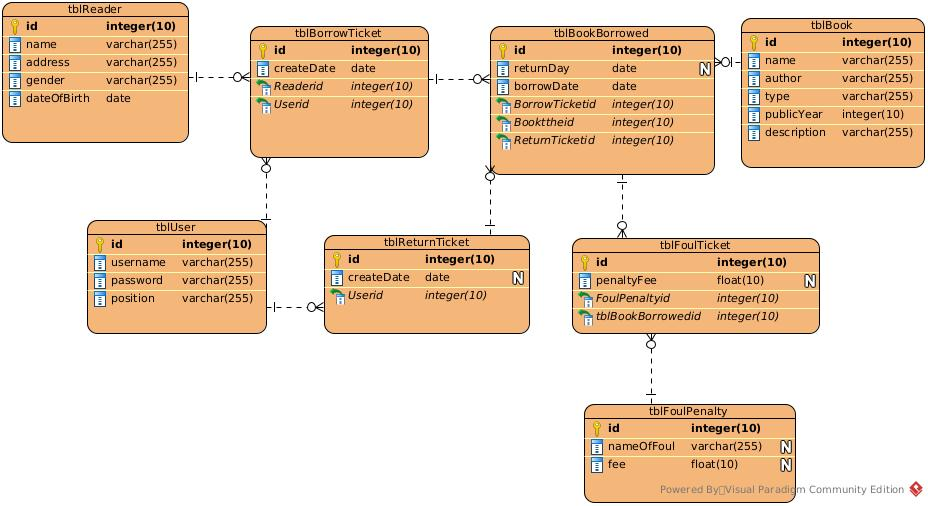 tblReader
id integer(10)
name varchar(255)
address varchar(255)
gender varchar(255)
dateOfBirth date
tblBorrowTicket
id integer(10)
createDate date
Readerid integer(10)
Userid integer(10)
tblBookBorrowed
id integer(10)
returnDay date N
borrowDate date
BorrowTicketid integer(10)
Bookttheid integer(10)
ReturnTicketid integer(10)
tblBook
id integer(10)
name varchar(255)
author varchar(255)
type varchar(255)
publicYear integer(10)
description varchar(255)
tblUser
id integer(10)
username varchar(255)
password varchar(255)
position varchar(255)
tblReturnTicket
id integer(10)
createDate date N
Userid integer(10)
tblFoulTicket
id integer(10)
penaltyFee float(10) N
FoulPenaltyid integer(10)
tblBookBorrowedid integer(10)
tblFoulPenalty
id integer(10)
nameOfFoul varchar(255) N
fee float(10) N
Powered By Visual Paradigm Community Edition